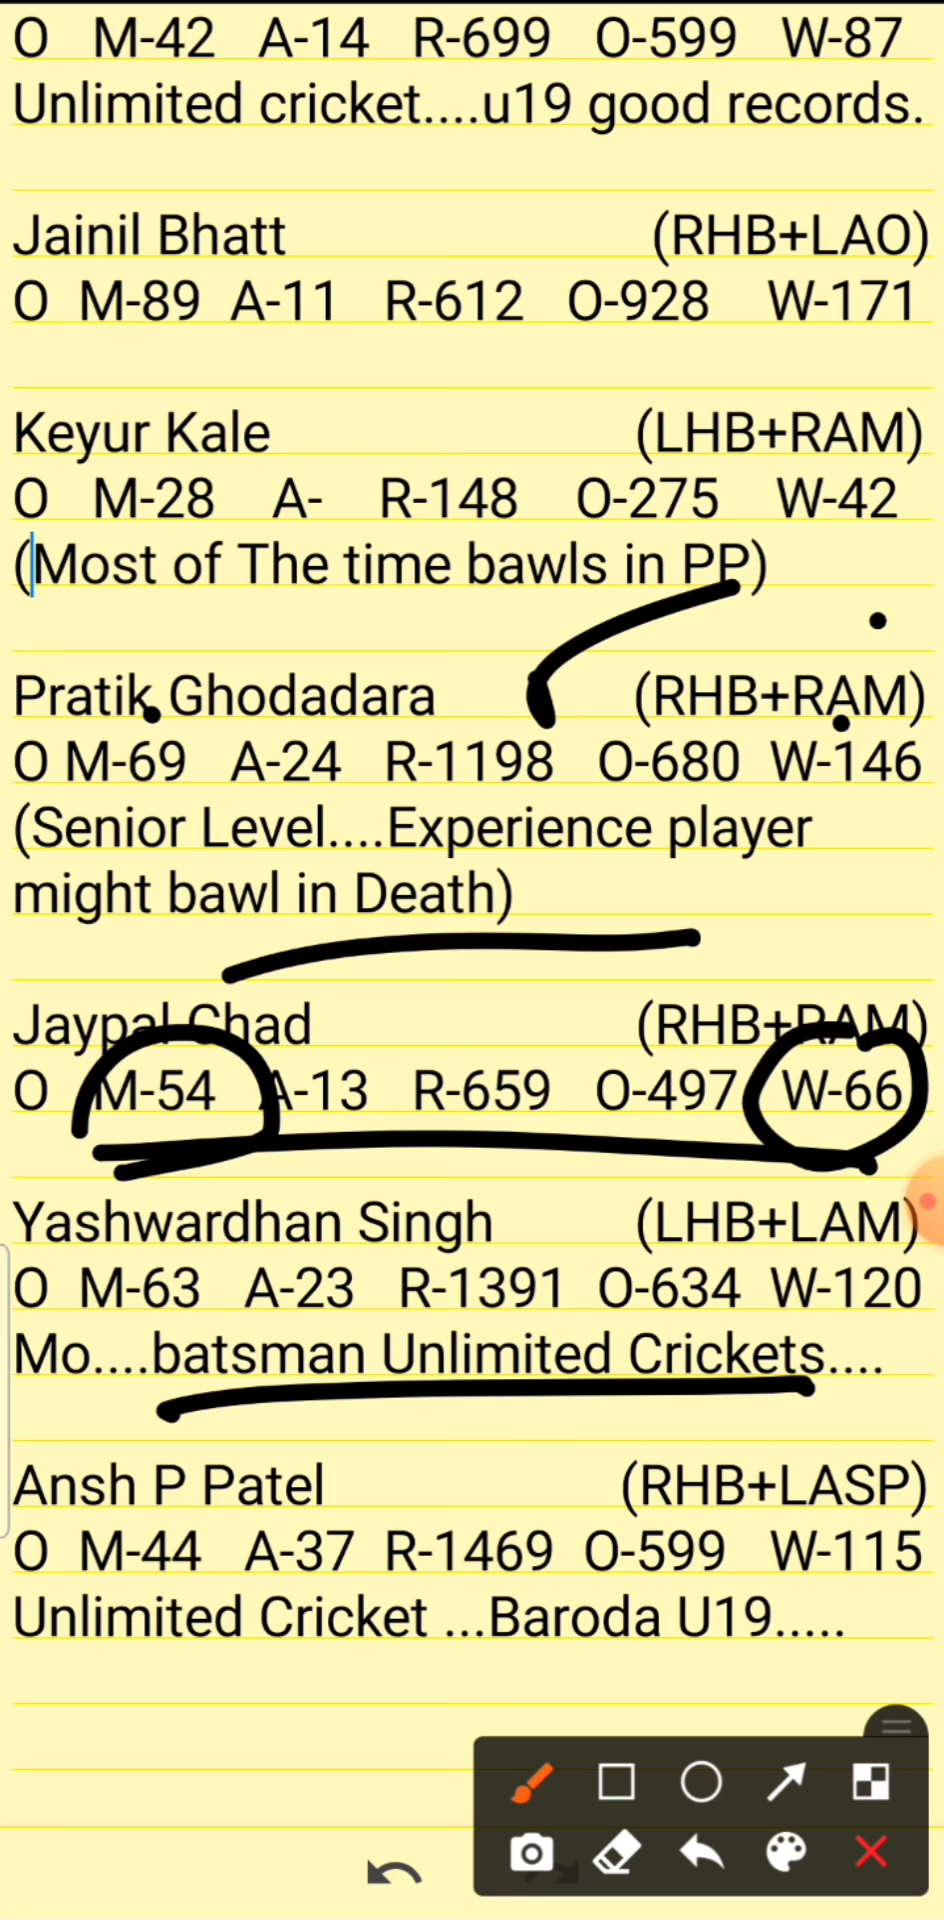 O M-42 A-14 R-699 O-599 W-87
Unlimited cricket....u19 good records.
Jainil Bhatt (RHB+LAO)
O M-89 A-11 R-612 O-928 W-171
Keyur Kale (LHB+RAM)
O M-28 A- R-148 O-275 W-42
(Most of The time bawls in PP)
Pratik Ghodadara (RHB+RAM)
O M-69 A-24 R-1198 O-680 W-146
(Senior Level....Experience player
might bawl in Death)
Jaypal Chad (RHB+RAM)
O M-54 A-13 R-659 O-497 W-66
Yashwardhan Singh (LHB+LAM)
O M-63 A-23 R-1391 O-634 W-120
Mo....batsman Unlimited Crickets....
Ansh P Patel (RHB+LASP)
O M-44 A-37 R-1469 O-599 W-115
Unlimited Cricket ...Baroda U19.....